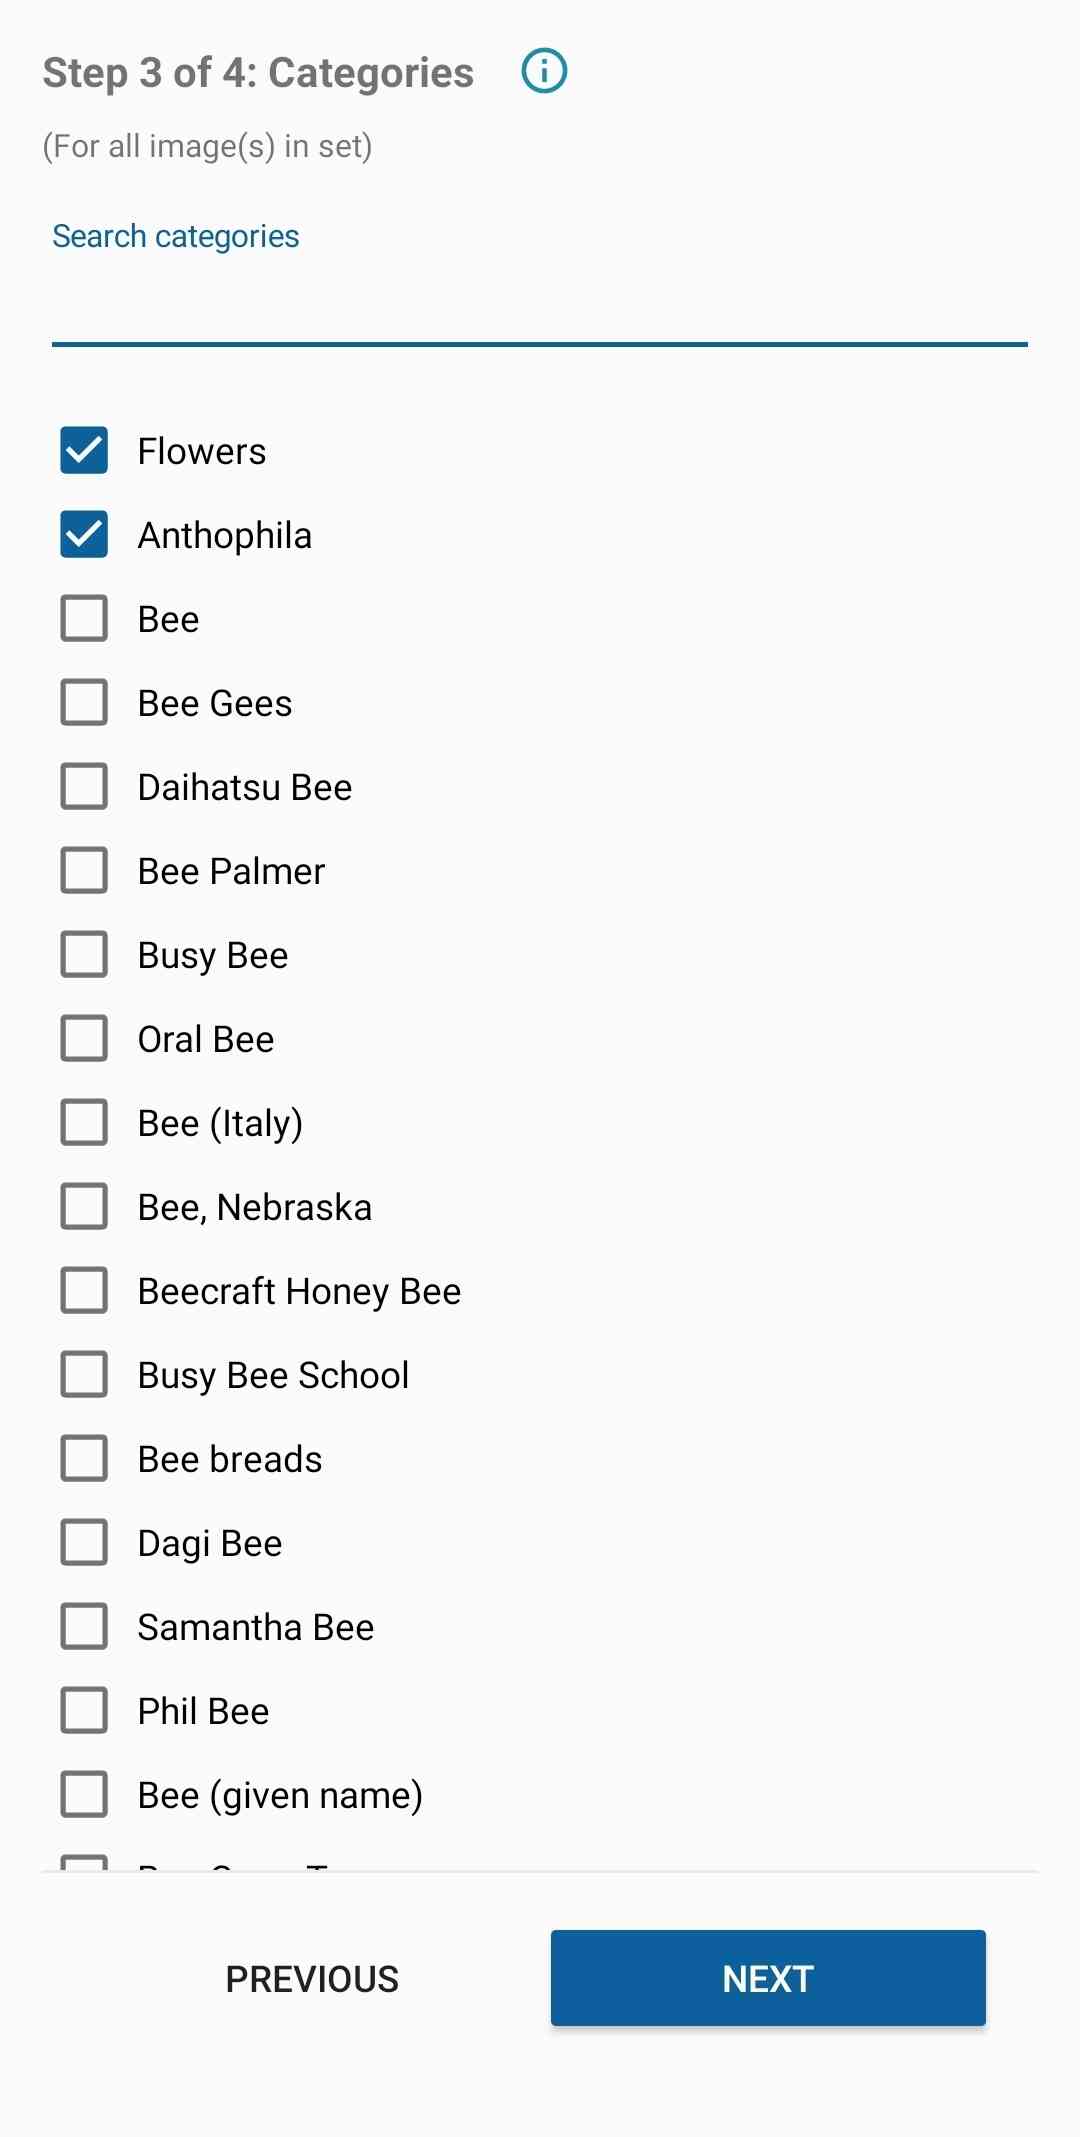 Step 3 of 4: Categories
(For all image(s) in set)
Search categories
Flowers
Anthophila
Bee
Bee Gees
Daihatsu Bee
Bee Palmer
Busy Bee
Oral Bee
Bee (Italy)
Bee, Nebraska
Beecraft Honey Bee
Busy Bee School
Bee breads
Dagi Bee
Samantha Bee
Phil Bee
Bee (given name)
PREVIOUS
NEXT